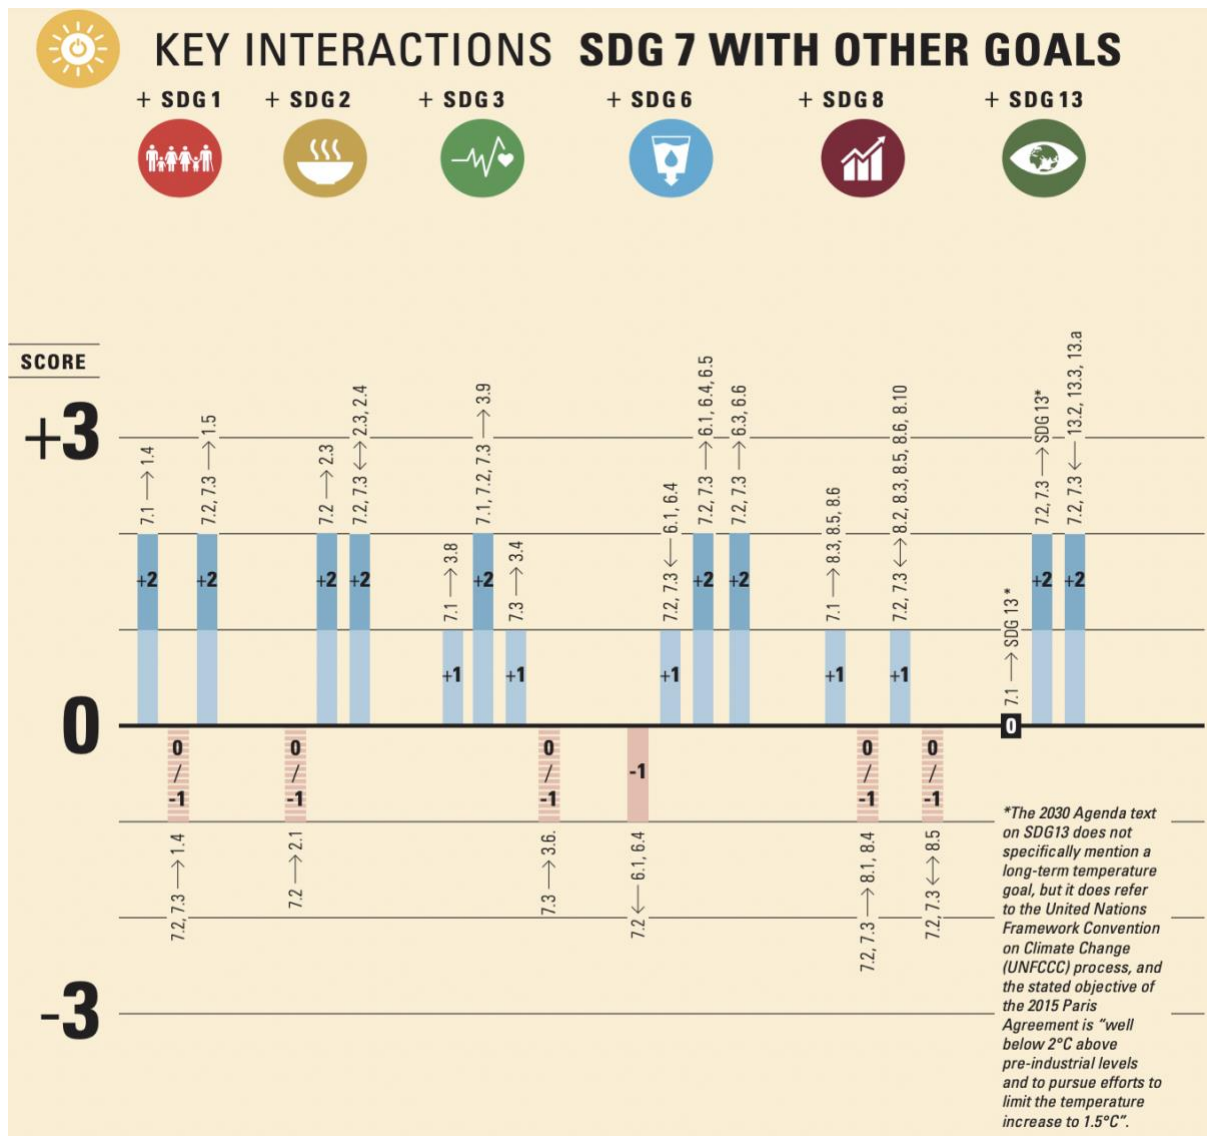 KEY INTERACTIONS SDG 7 WITH OTHER GOALS
+ SDG 1
+ SDG 2
+ SDG 3
+ SDG 6
+ SDG 8
+ SDG 13
SCORE
+3
0
-3
7.1 → 1.4
+2
0
/
-1
7.2, 7.3 → 1.4
7.2, 7.3 → 1.5
+2
0
/
-1
7.2 → 2.1
7.2 → 2.3
+2
7.2, 7.3 ↔ 2.3, 2.4
+2
7.1 → 3.8
+1
7.1, 7.2, 7.3 → 3.9
+2
7.3 → 3.4
+1
0
/
-1
7.3 → 3.6.
-1
7.2 ← 6.1, 6.4
7.2, 7.3 ← 6.1, 6.4
+1
7.2, 7.3 → 6.1, 6.4, 6.5
+2
7.2, 7.3 → 6.3, 6.6
+2
7.1 → 8.3, 8.5, 8.6
+1
0
/
-1
7.2, 7.3 → 8.1, 8.4
7.2, 7.3 ↔ 8.2, 8.3, 8.5, 8.6, 8.10
+1
0
/
-1
7.2, 7.3 ↔ 8.5
7.1 → SDG 13 *
0
7.2, 7.3 → SDG 13*
+2
7.2, 7.3 ← 13.2, 13.3, 13.a
+2
*The 2030 Agenda text
on SDG13 does not
specifically mention a
long-term temperature
goal, but it does refer
to the United Nations
Framework Convention
on Climate Change
(UNFCCC) process, and
the stated objective of
the 2015 Paris
Agreement is “well
below 2°C above
pre-industrial levels
and to pursue efforts to
limit the temperature
increase to 1.5°C”.